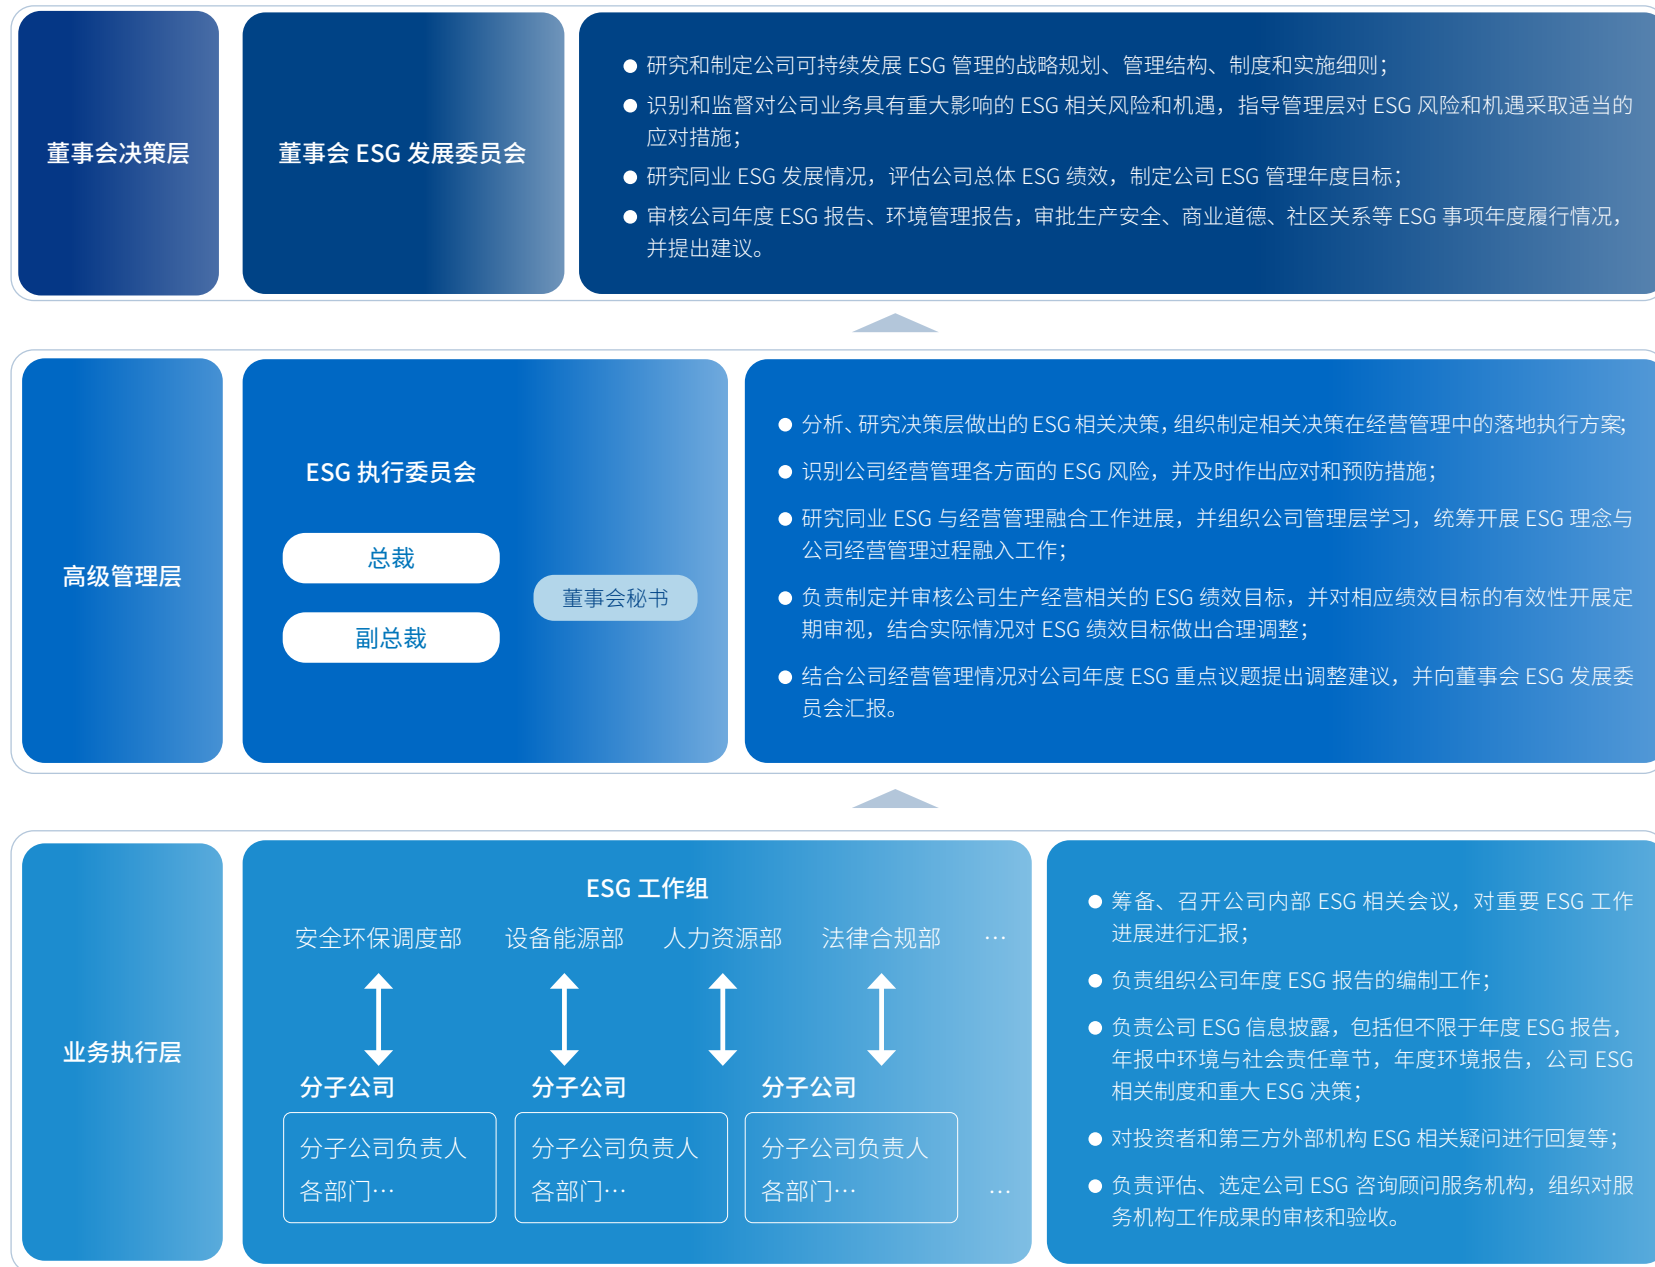 董事会决策层
董事会 ESG 发展委员会
● 研究和制定公司可持续发展 ESG 管理的战略规划、管理结构、制度和实施细则；
● 识别和监督对公司业务具有重大影响的 ESG 相关风险和机遇，指导管理层对 ESG 风险和机遇采取适当的
应对措施；
● 研究同业 ESG 发展情况，评估公司总体 ESG 绩效，制定公司 ESG 管理年度目标；
● 审核公司年度 ESG 报告、环境管理报告，审批生产安全、商业道德、社区关系等 ESG 事项年度履行情况，
并提出建议。
高级管理层
ESG 执行委员会
总裁
副总裁
董事会秘书
● 分析、研究决策层做出的 ESG 相关决策，组织制定相关决策在经营管理中的落地执行方案；
● 识别公司经营管理各方面的 ESG 风险，并及时作出应对和预防措施；
● 研究同业 ESG 与经营管理融合工作进展，并组织公司管理层学习，统筹开展 ESG 理念与
公司经营管理过程融入工作；
● 负责制定并审核公司生产经营相关的 ESG 绩效目标，并对相应绩效目标的有效性开展定
期审视，结合实际情况对 ESG 绩效目标做出合理调整；
● 结合公司经营管理情况对公司年度 ESG 重点议题提出调整建议，并向董事会 ESG 发展委
员会汇报。
业务执行层
ESG 工作组
安全环保调度部 设备能源部 人力资源部 法律合规部 …
分子公司 分子公司 分子公司
分子公司负责人 分子公司负责人 分子公司负责人
各部门… 各部门… 各部门… …
● 筹备、召开公司内部 ESG 相关会议，对重要 ESG 工作
进展进行汇报；
● 负责组织公司年度 ESG 报告的编制工作；
● 负责公司 ESG 信息披露，包括但不限于年度 ESG 报告，
年报中环境与社会责任章节，年度环境报告，公司 ESG
相关制度和重大 ESG 决策；
● 对投资者和第三方外部机构 ESG 相关疑问进行回复等；
● 负责评估、选定公司 ESG 咨询顾问服务机构，组织对服
务机构工作成果的审核和验收。